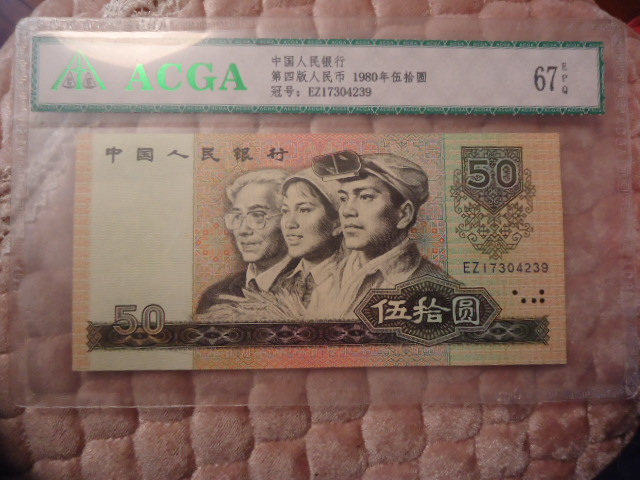 ACGA
中国人民银行
第四版人民币 1980年伍拾圆
冠号：EZ17304239
67 EPQ
中国人民银行
50
EZ17304239
50
伍拾圆